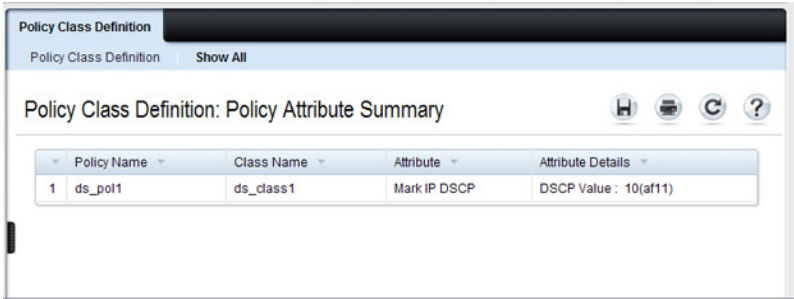 Policy Class Definition
Policy Class Definition Show All
Policy Class Definition: Policy Attribute Summary
Policy Name Class Name Attribute Attribute Details
1 ds_pol1 ds_class1 Mark IP DSCP DSCP Value : 10(af11)